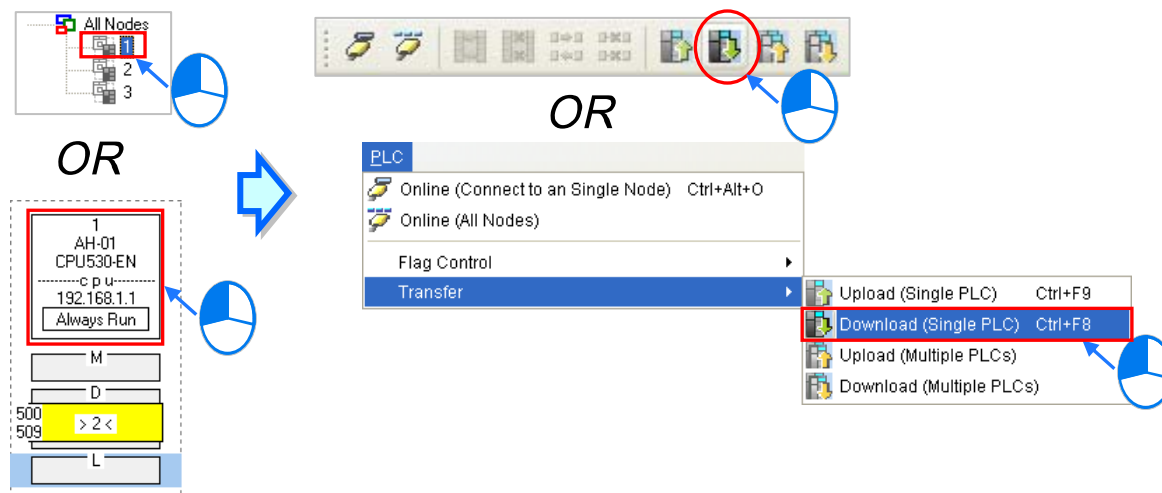 All Nodes
1
2
3
OR
1
AH-01
CPU530-EN
--------c p u--------
192.168.1.1
Always Run
M
D
500
509
> 2 <
L
OR
PLC
Online (Connect to an Single Node) Ctrl+Alt+O
Online (All Nodes)
Flag Control
Transfer
Upload (Single PLC) Ctrl+F9
Download (Single PLC) Ctrl+F8
Upload (Multiple PLCs)
Download (Multiple PLCs)